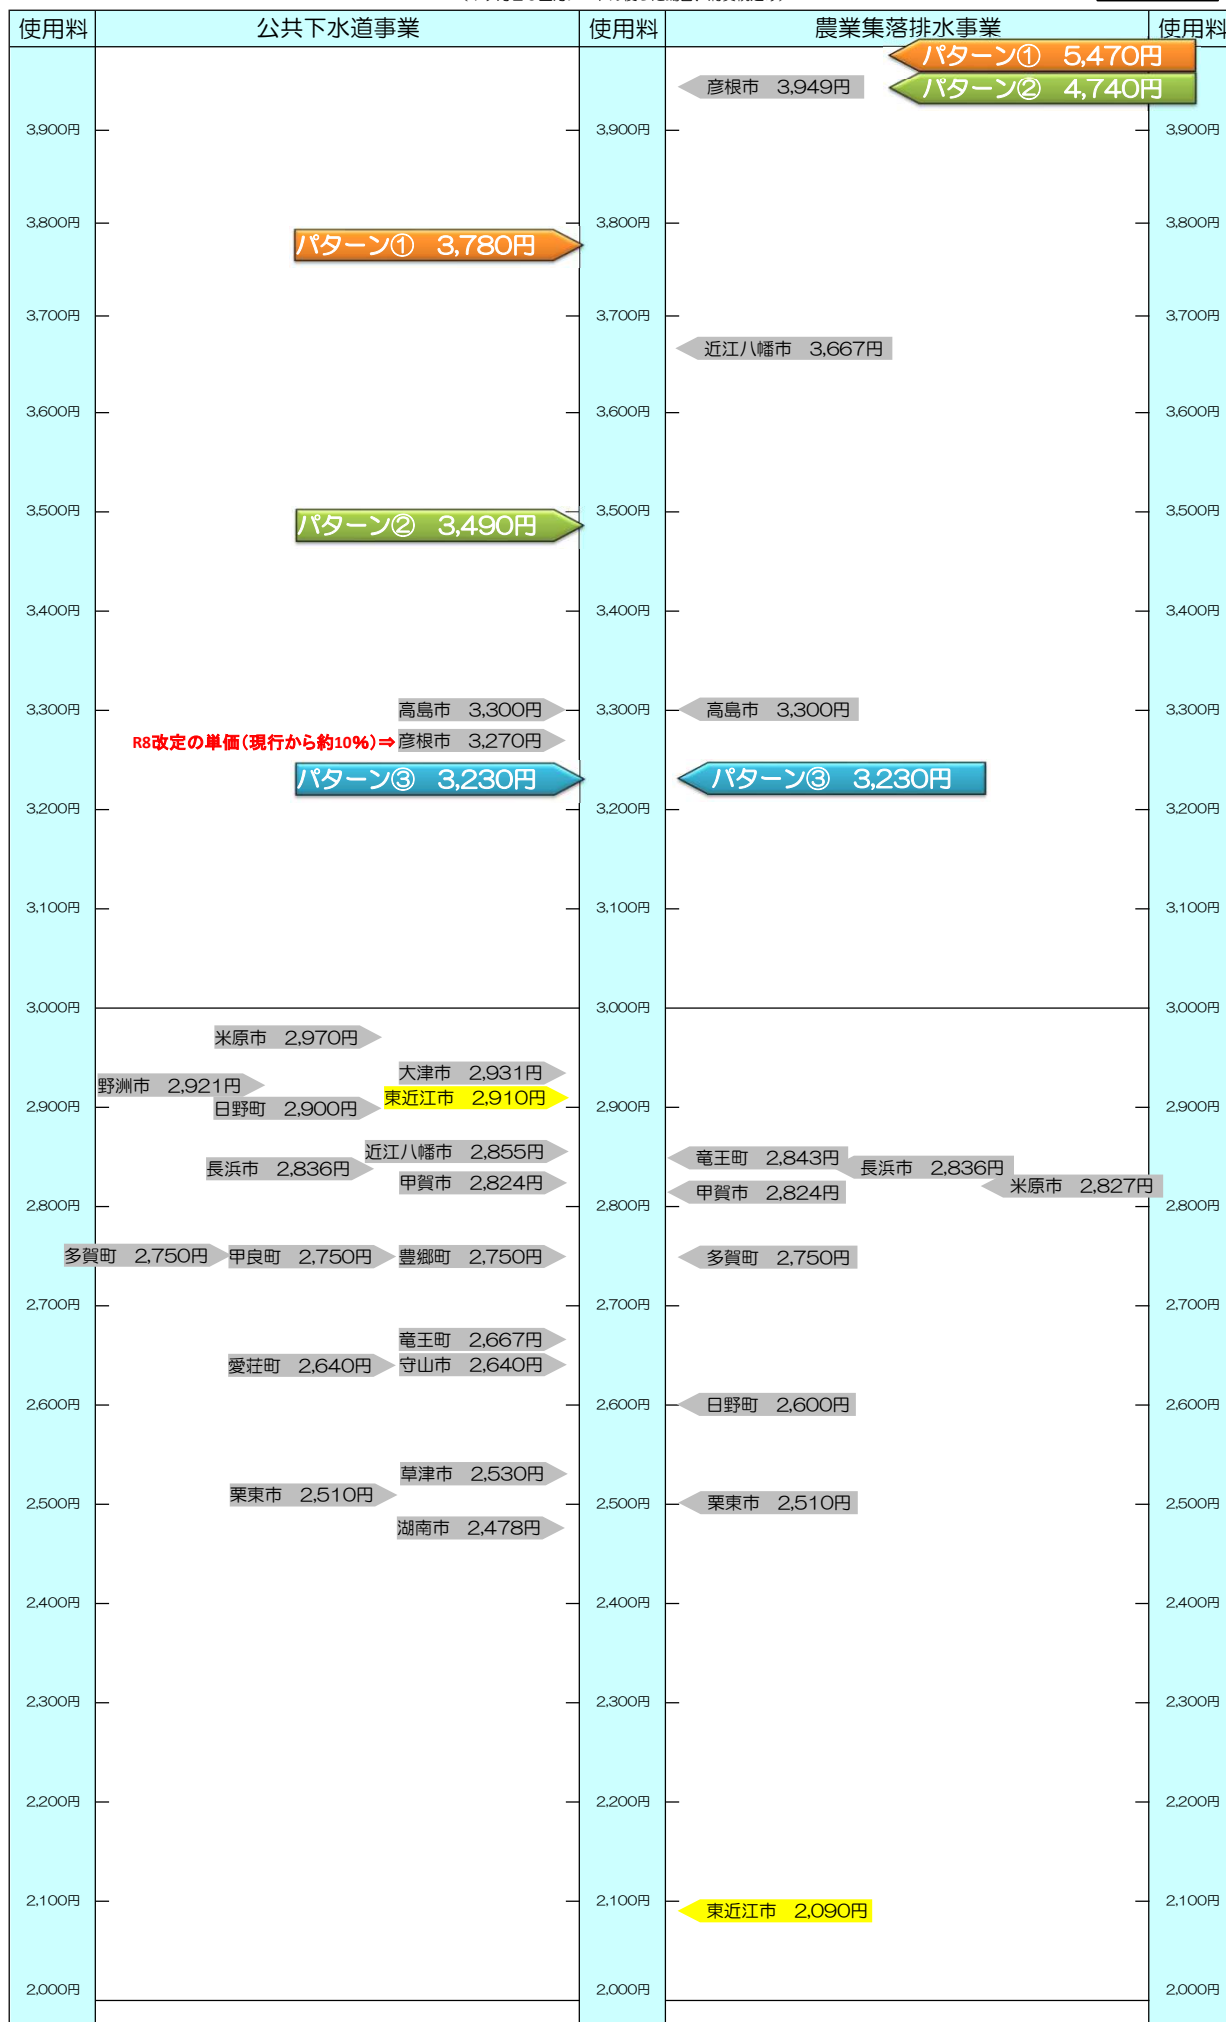 使用料 公共下水道事業 使用料 農業集落排水事業 使用料
パターン① 5,470円
彦根市 3,949円 パターン② 4,740円
3,900円 3,900円 3,900円
3,800円 3,800円 3,800円
パターン① 3,780円
3,700円 3,700円 3,700円
近江八幡市 3,667円
3,600円 3,600円 3,600円
3,500円 3,500円 3,500円
パターン② 3,490円
3,400円 3,400円 3,400円
3,300円 高島市 3,300円 3,300円 高島市 3,300円 3,300円
R8改定の単価(現行から約10%)⇒ 彦根市 3,270円
パターン③ 3,230円 パターン③ 3,230円
3,200円 3,200円 3,200円
3,100円 3,100円 3,100円
3,000円 3,000円 3,000円
米原市 2,970円
大津市 2,931円
野洲市 2,921円
東近江市 2,910円
2,900円 日野町 2,900円 2,900円 2,900円
近江八幡市 2,855円 竜王町 2,843円
長浜市 2,836円 長浜市 2,836円
甲賀市 2,824円 甲賀市 2,824円 米原市 2,827円
2,800円 2,800円 2,800円
多賀町 2,750円 甲良町 2,750円 豊郷町 2,750円 多賀町 2,750円
2,700円 2,700円 2,700円
竜王町 2,667円
愛荘町 2,640円 守山市 2,640円
2,600円 2,600円 日野町 2,600円 2,600円
草津市 2,530円
栗東市 2,510円 栗東市 2,510円
2,500円 2,500円 2,500円
湖南市 2,478円
2,400円 2,400円 2,400円
2,300円 2,300円 2,300円
2,200円 2,200円 2,200円
2,100円 2,100円 2,100円
東近江市 2,090円
2,000円 2,000円 2,000円